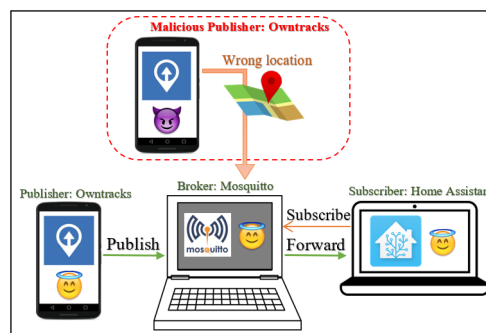 Malicious Publisher: Owntracks
Wrong location
Publisher: Owntracks
Broker: Mosquitto
Subscriber: Home Assistan
Publish
mosquitto
Subscribe
Forward